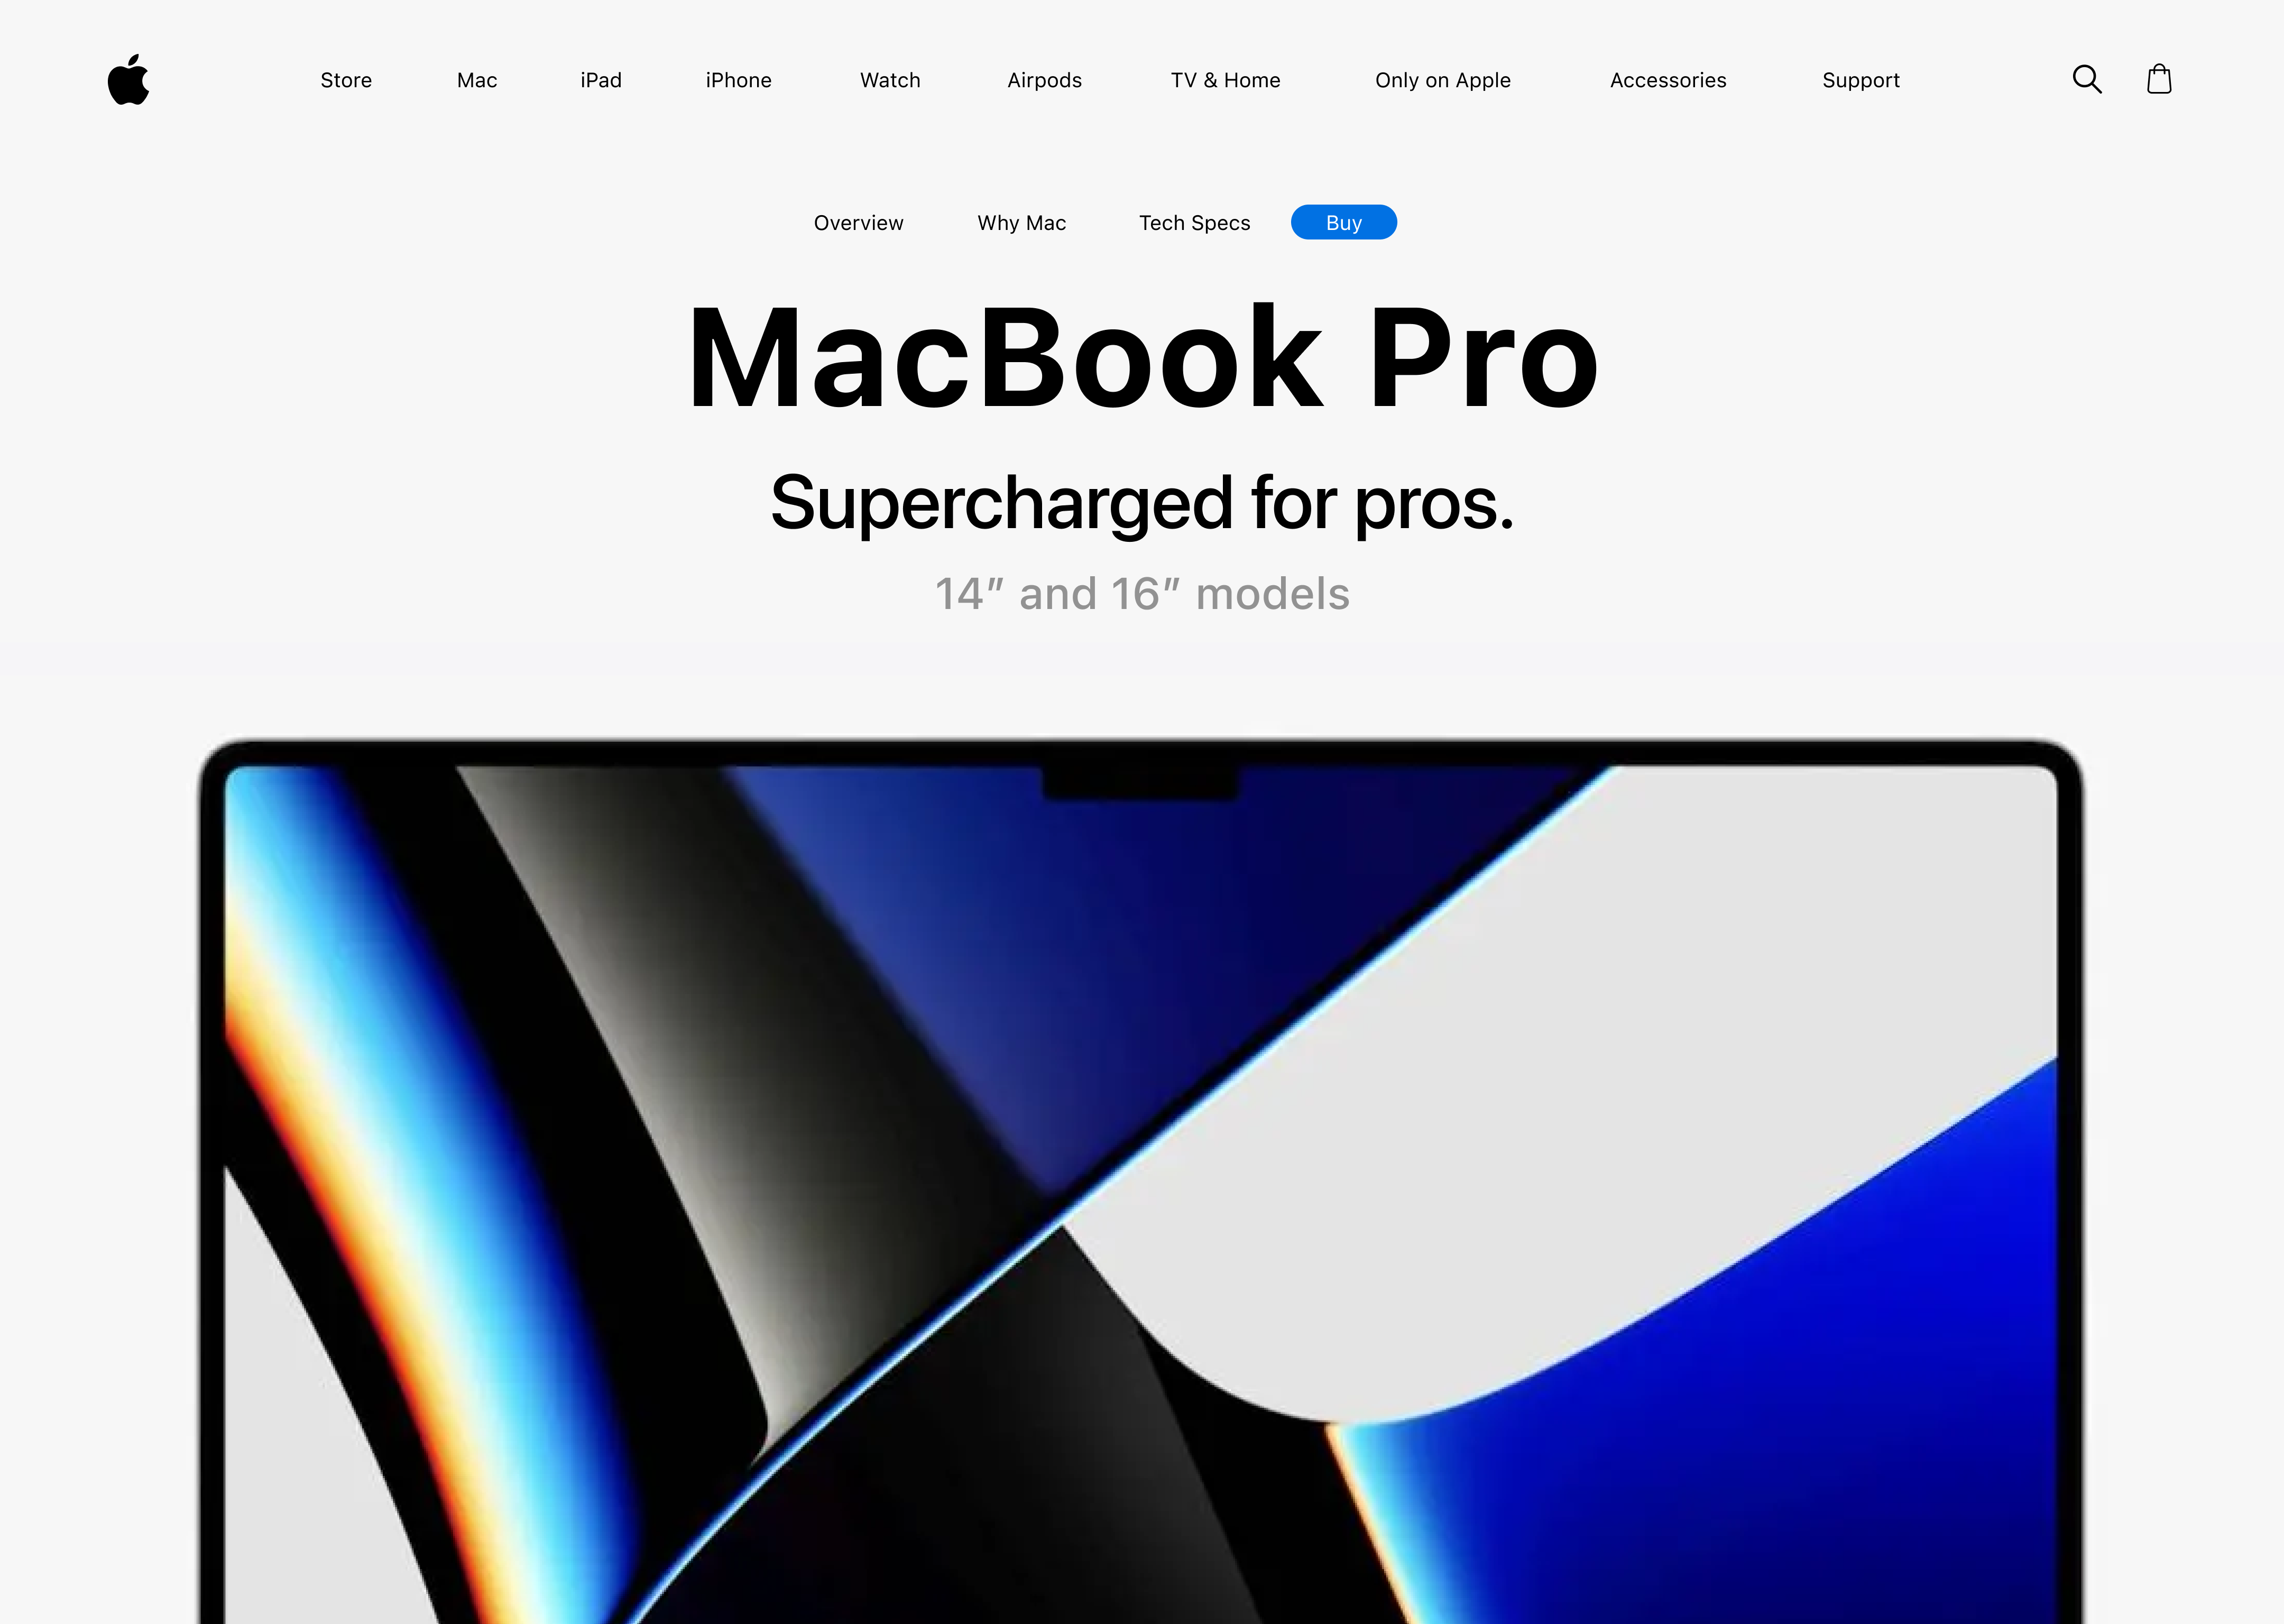 Store Mac iPad iPhone Watch Airpods TV & Home Only on Apple Accessories Support
Overview Why Mac Tech Specs Buy
MacBook Pro
Supercharged for pros.
14” and 16” models